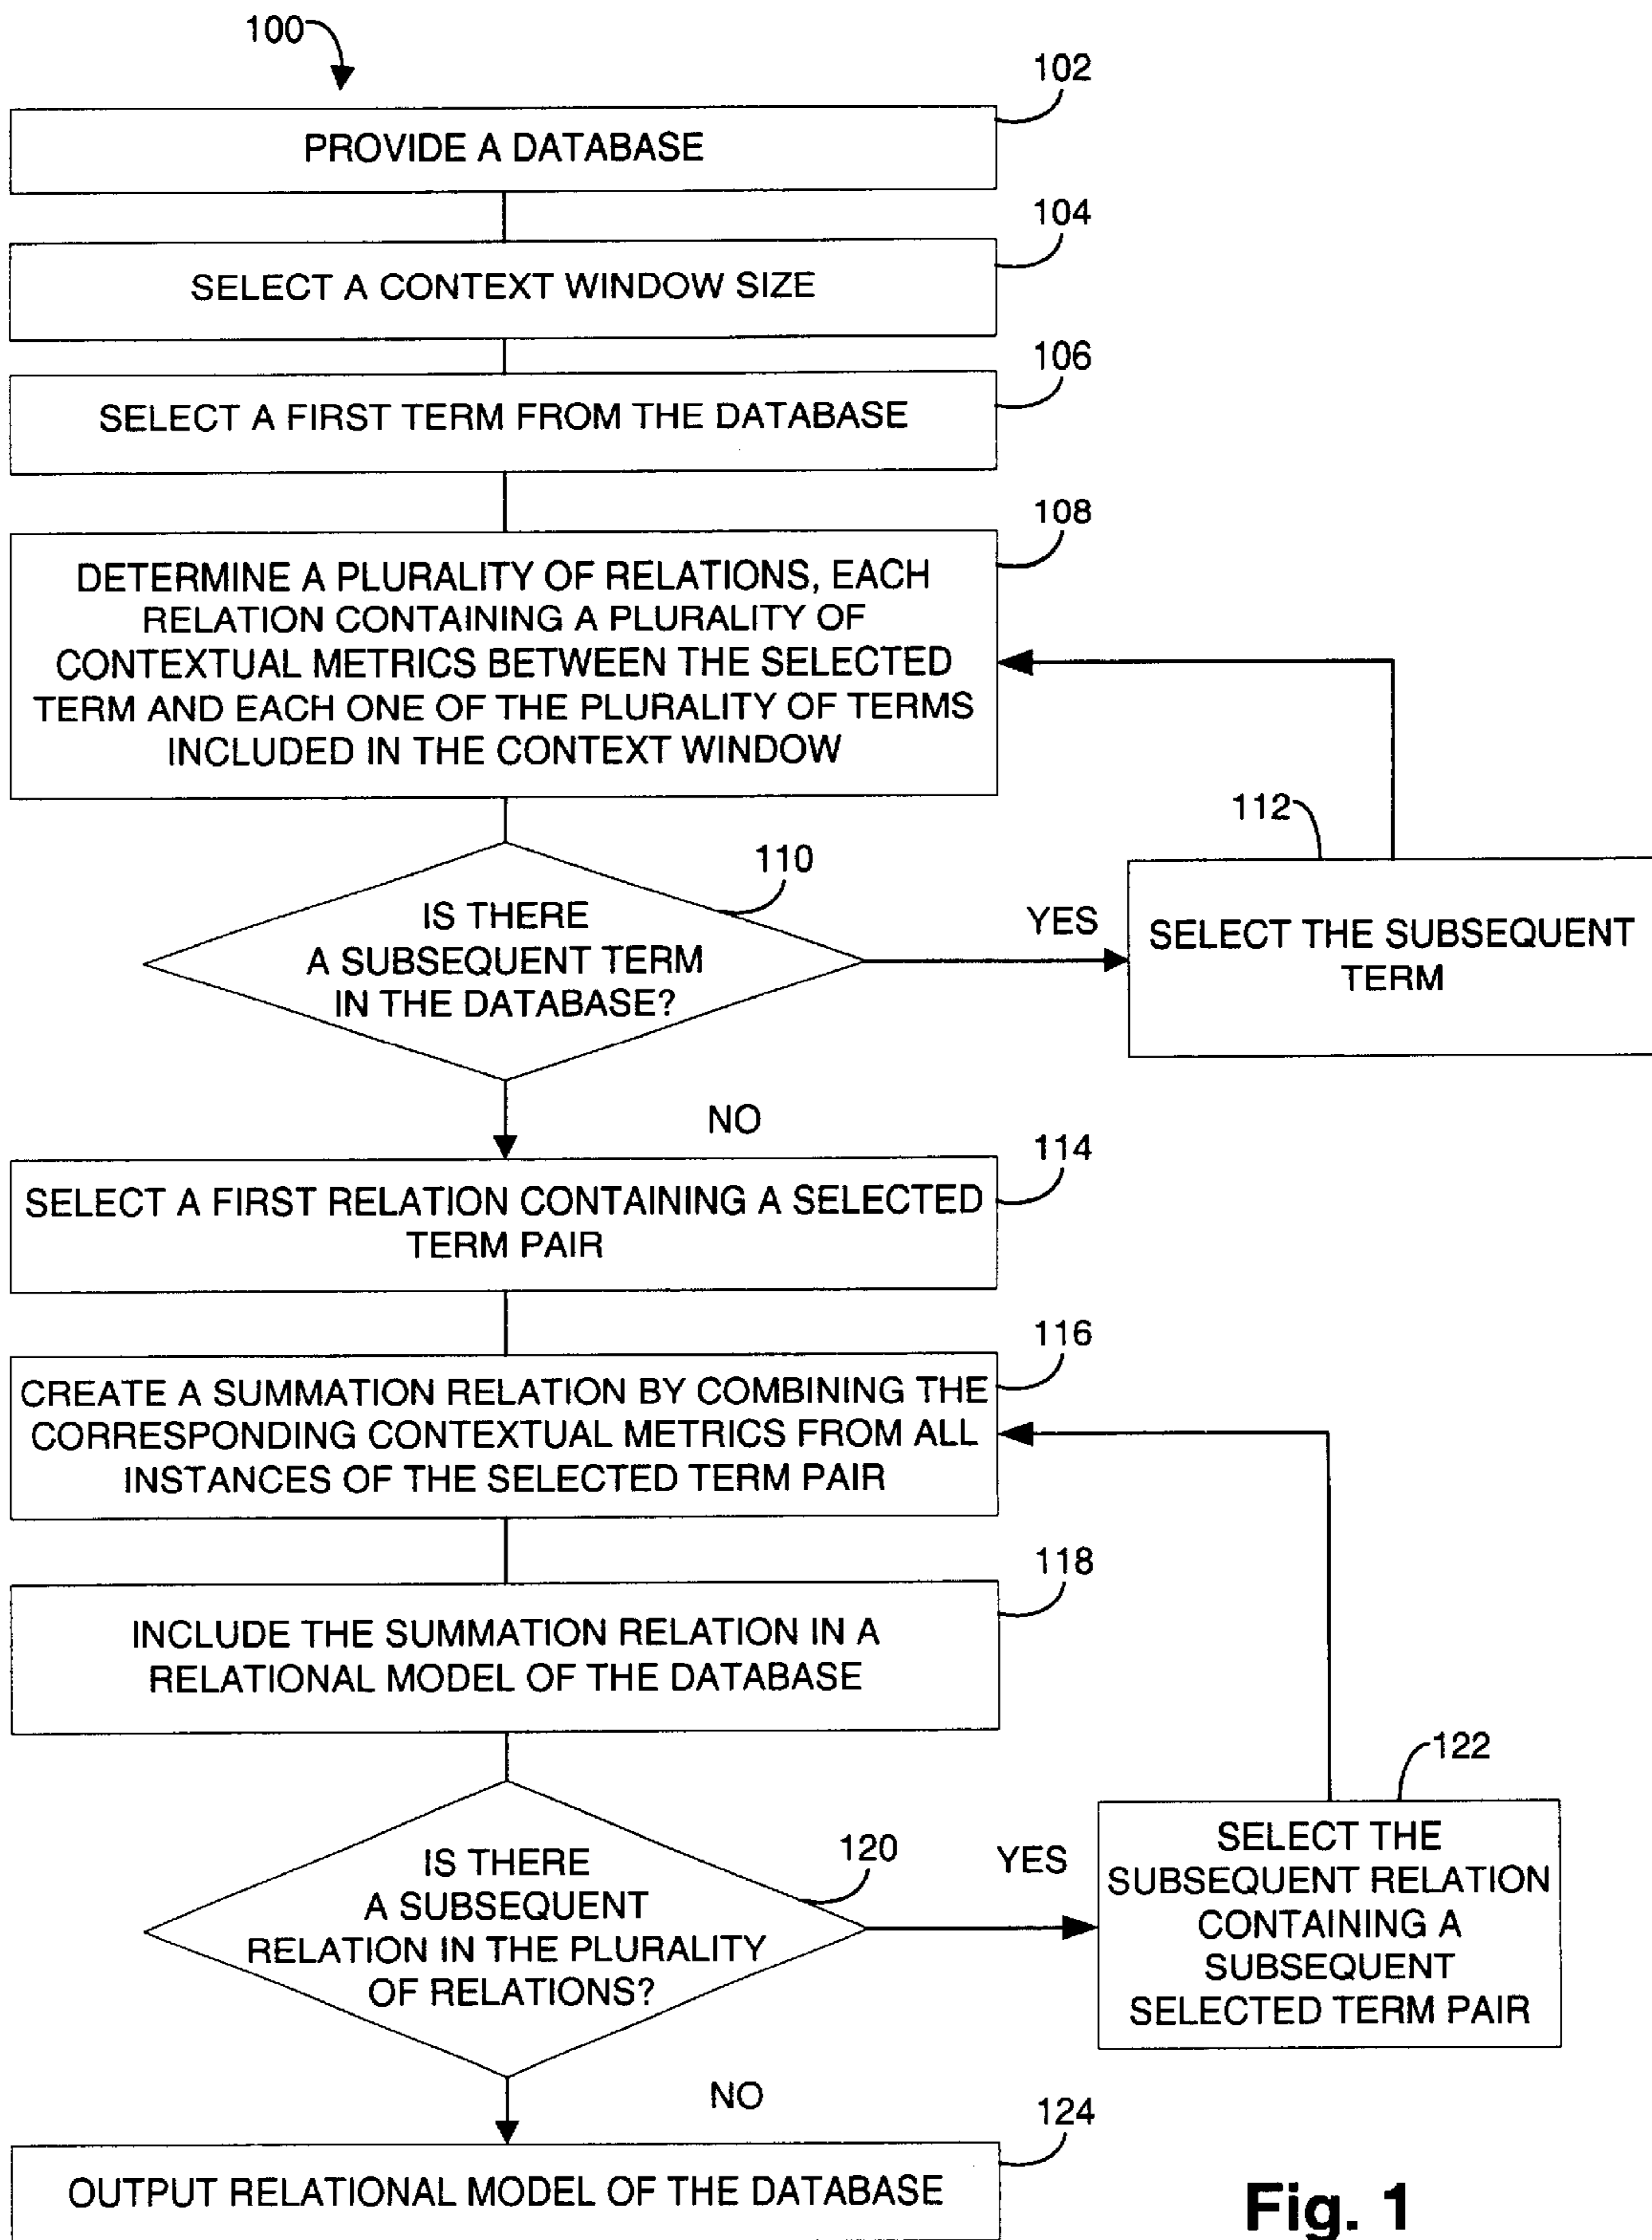 100
102
PROVIDE A DATABASE
104
SELECT A CONTEXT WINDOW SIZE
106
SELECT A FIRST TERM FROM THE DATABASE
108
DETERMINE A PLURALITY OF RELATIONS, EACH
RELATION CONTAINING A PLURALITY OF
CONTEXTUAL METRICS BETWEEN THE SELECTED
TERM AND EACH ONE OF THE PLURALITY OF TERMS
INCLUDED IN THE CONTEXT WINDOW
110
IS THERE
A SUBSEQUENT TERM
IN THE DATABASE?
YES
112
SELECT THE SUBSEQUENT
TERM
NO
114
SELECT A FIRST RELATION CONTAINING A SELECTED
TERM PAIR
116
CREATE A SUMMATION RELATION BY COMBINING THE
CORRESPONDING CONTEXTUAL METRICS FROM ALL
INSTANCES OF THE SELECTED TERM PAIR
118
INCLUDE THE SUMMATION RELATION IN A
RELATIONAL MODEL OF THE DATABASE
120
IS THERE
A SUBSEQUENT
RELATION IN THE PLURALITY
OF RELATIONS?
YES
122
SELECT THE
SUBSEQUENT RELATION
CONTAINING A
SUBSEQUENT
SELECTED TERM PAIR
NO
124
OUTPUT RELATIONAL MODEL OF THE DATABASE
Fig. 1